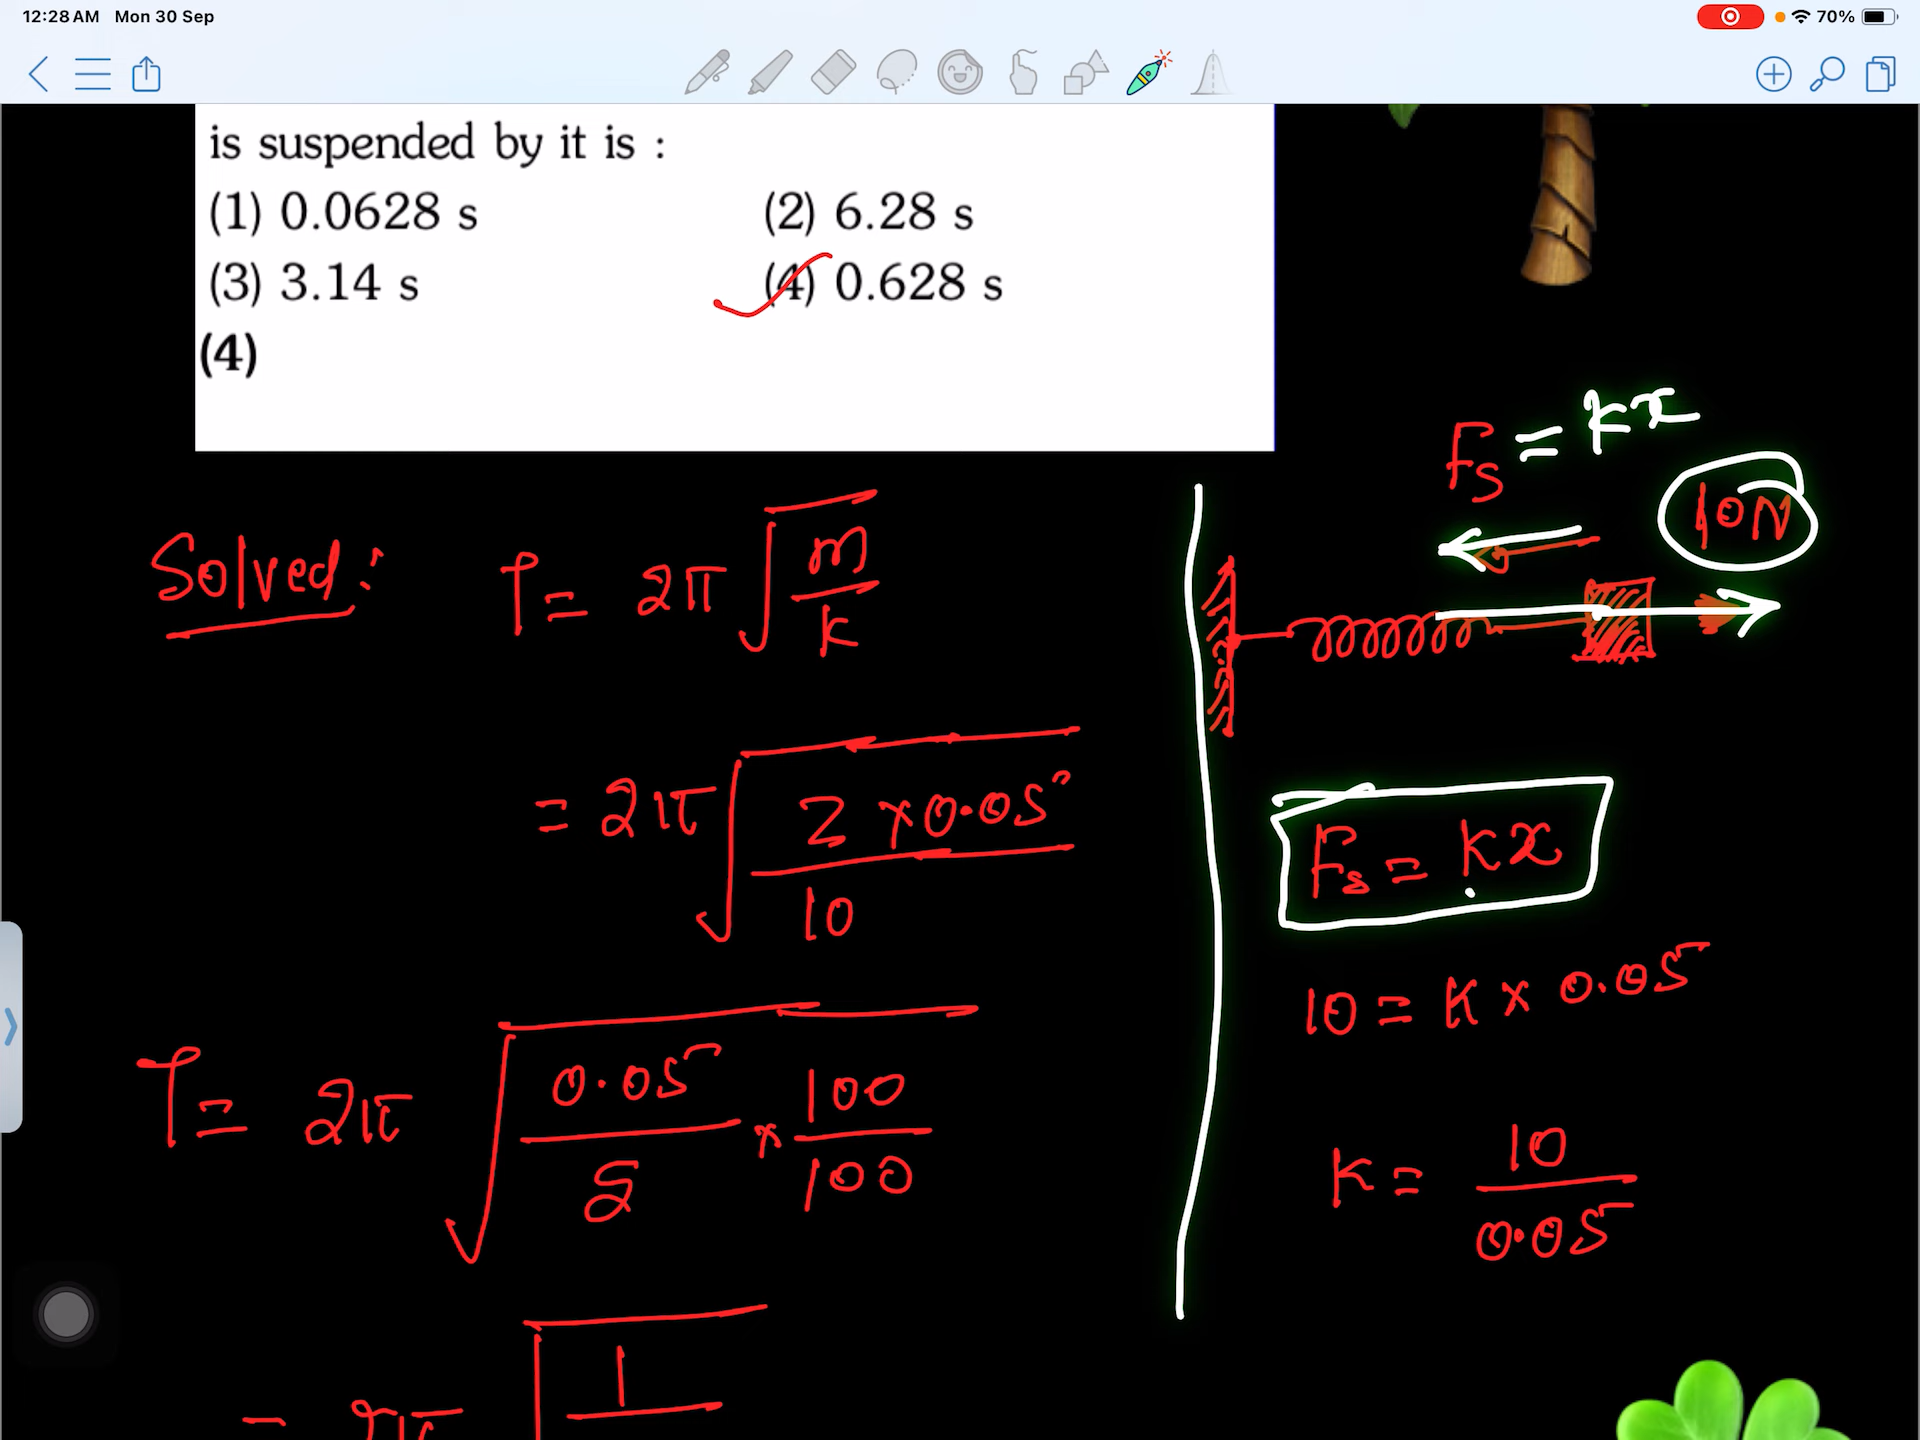 12:28 AM Mon 30 Sep
70%
is suspended by it is :
(1) 0.0628 s (2) 6.28 s
(3) 3.14 s (4) 0.628 s
(4)
Solved:
T = 2π √(m/k)
= 2π √(2 × 0.05/10)
T = 2π √(0.05/5 × 100/100)
= 2π √1
Fs = kx
10N
Fs = kx
10 = K × 0.05
K = 10/0.05